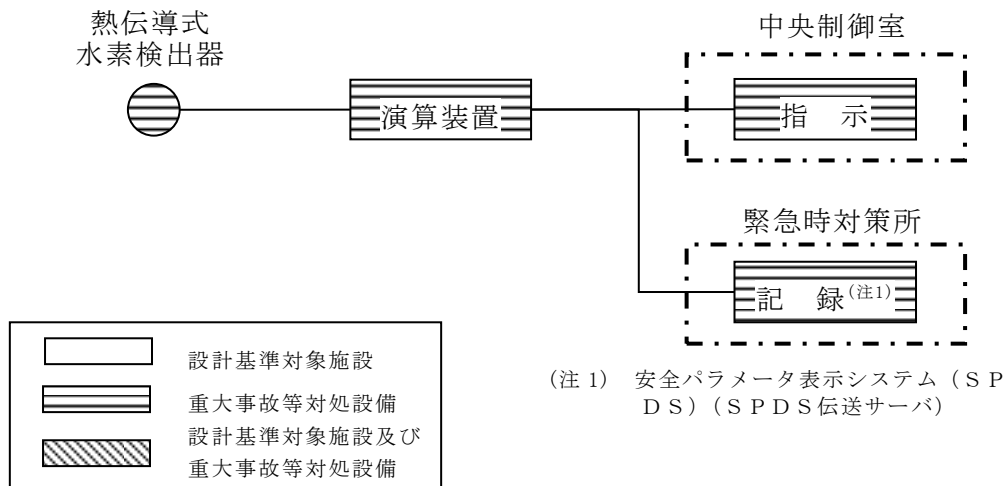 熱伝導式
水素検出器
演算装置
中央制御室
指　示
緊急時対策所
記　録(注1)
設計基準対象施設
重大事故等対処設備
設計基準対象施設及び
重大事故等対処設備
(注 1)　安全パラメータ表示システム（ＳＰ
ＤＳ）（ＳＰＤＳ伝送サーバ）